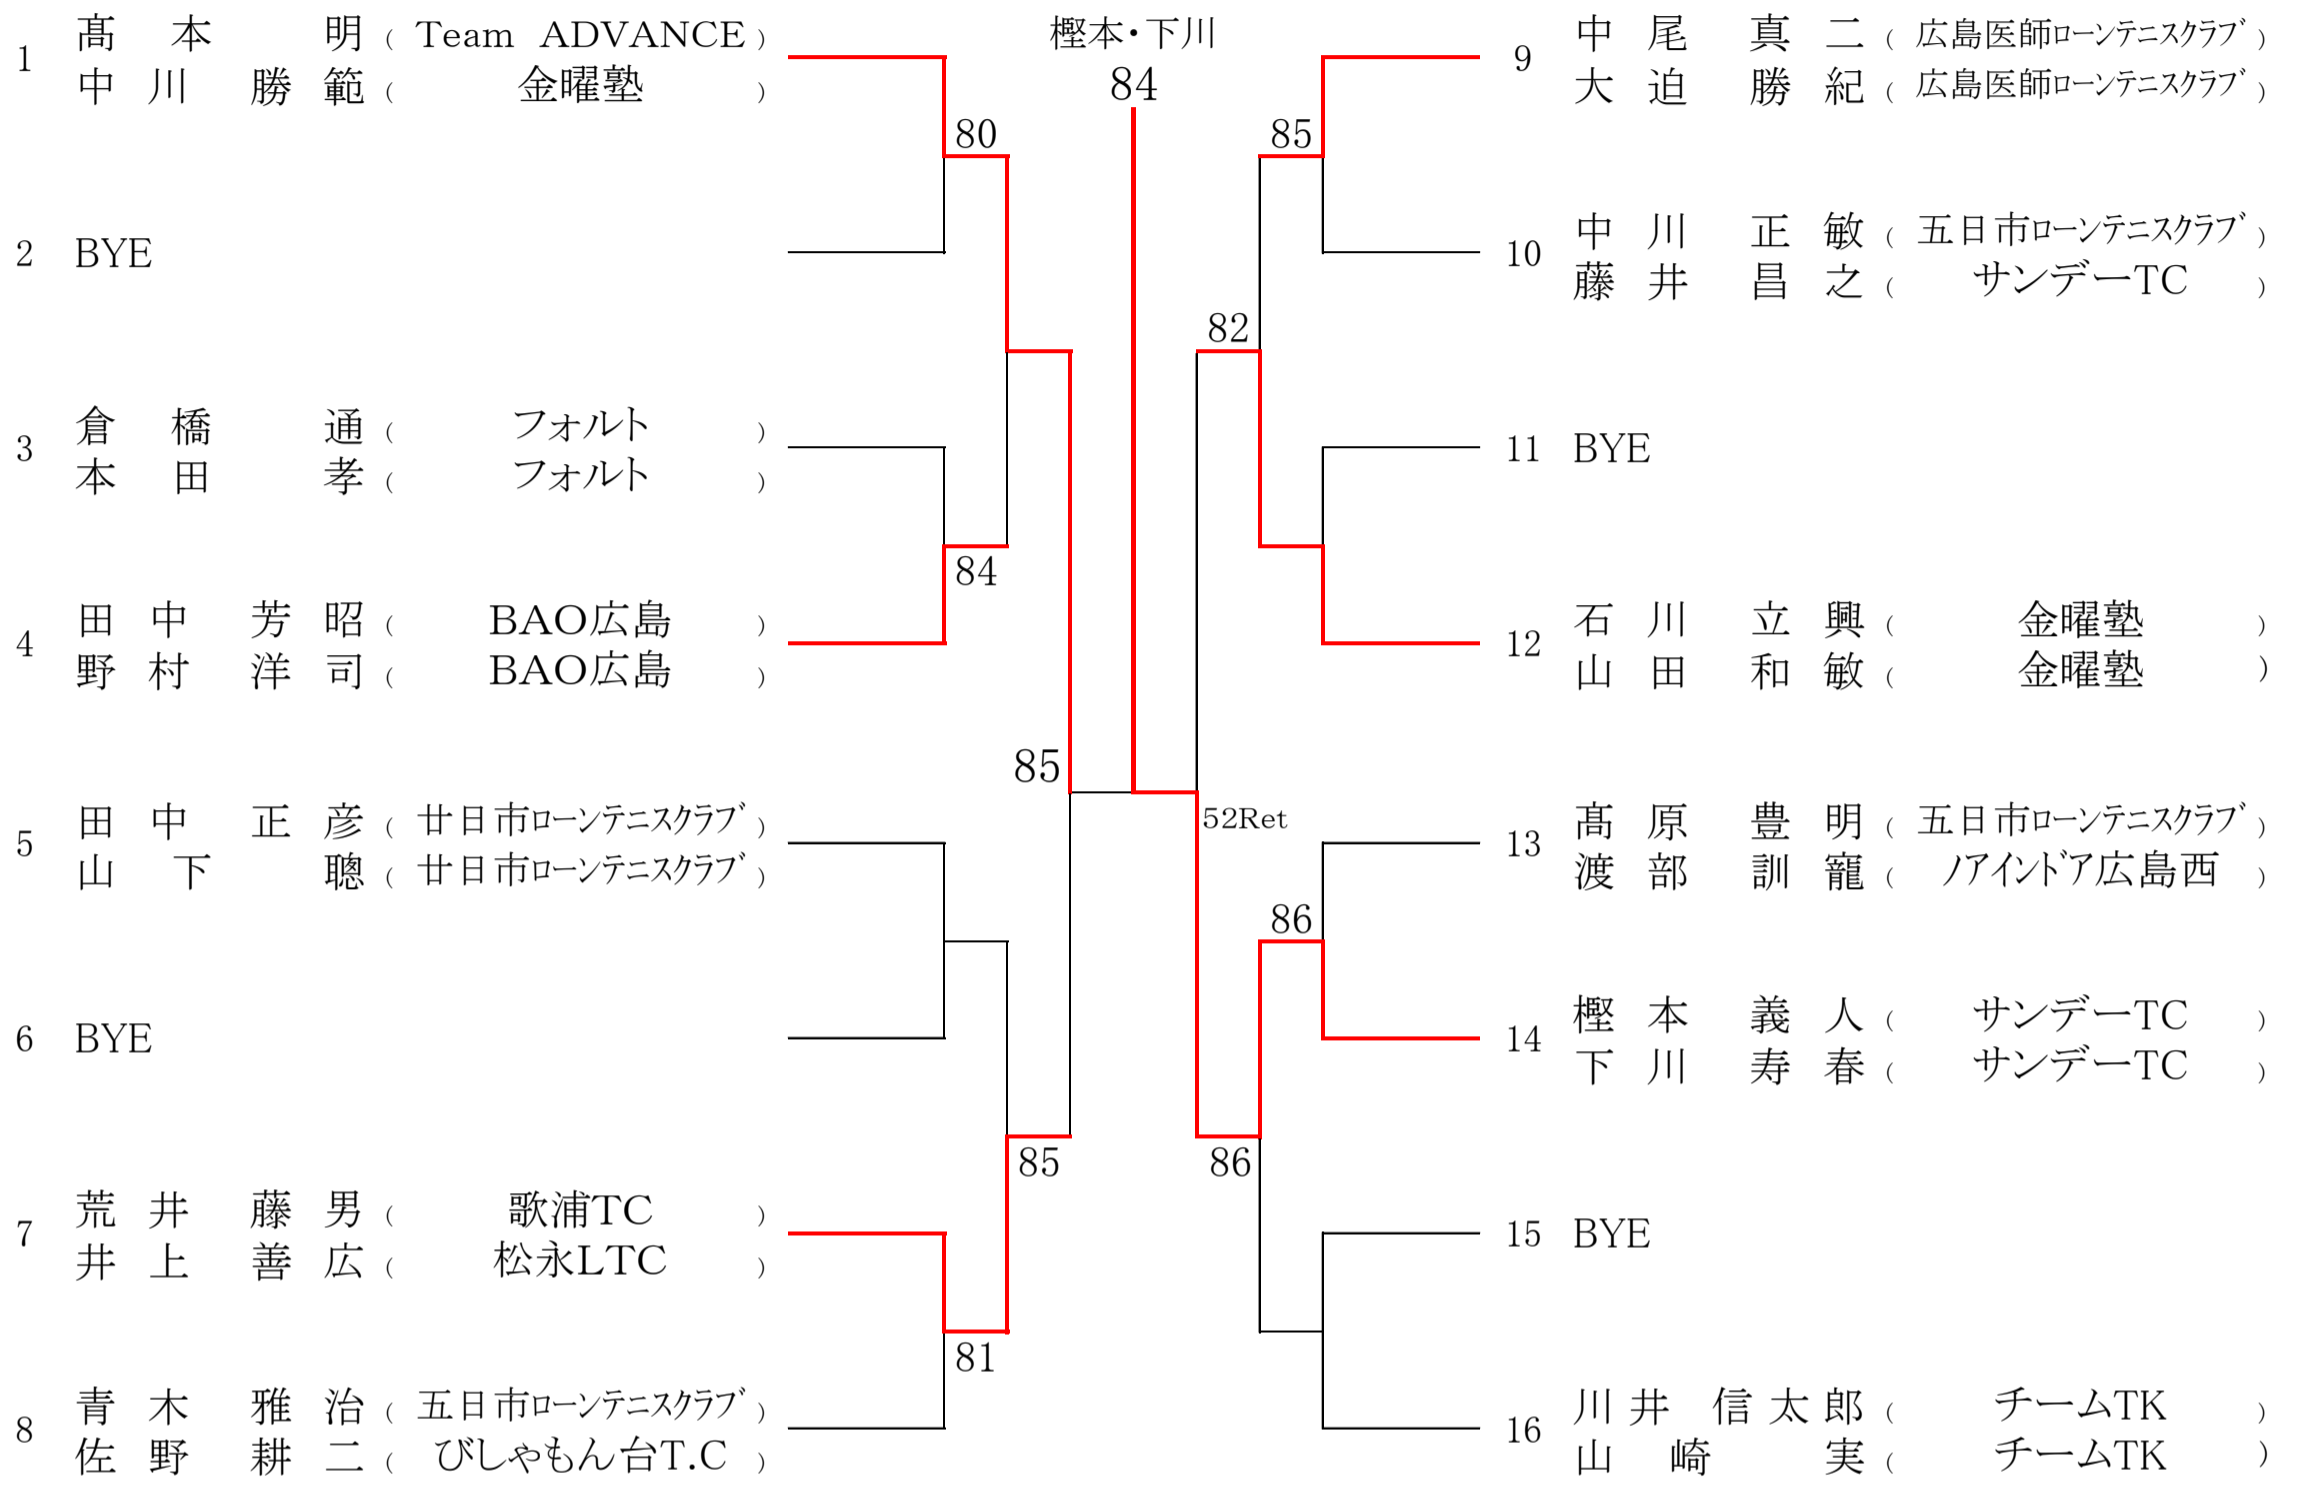 樫本・下川
84
1 髙本 明 ( Team ADVANCE )
中川 勝範 ( 金曜塾 )
80
2 BYE
3 倉橋 通 ( フォルト )
本田 孝 ( フォルト )
84
4 田中 芳昭 ( BAO広島 )
野村 洋司 ( BAO広島 )
85
5 田中 正彦 ( 廿日市ローンテニスクラブ )
山下 聰 ( 廿日市ローンテニスクラブ )
6 BYE
85
7 荒井 藤男 ( 歌浦TC )
井上 善広 ( 松永LTC )
81
8 青木 雅治 ( 五日市ローンテニスクラブ )
佐野 耕二 ( びしゃもん台T.C )
9 中尾 真二 ( 広島医師ローンテニスクラブ )
大迫 勝紀 ( 広島医師ローンテニスクラブ )
85
10 中川 正敏 ( 五日市ローンテニスクラブ )
藤井 昌之 ( サンデーTC )
82
11 BYE
12 石川 立興 ( 金曜塾 )
山田 和敏 ( 金曜塾 )
52Ret
13 髙原 豊明 ( 五日市ローンテニスクラブ )
渡部 訓寵 ( ノアインドア広島西 )
86
14 樫本 義人 ( サンデーTC )
下川 寿春 ( サンデーTC )
86
15 BYE
16 川井 信太郎 ( チームTK )
山崎 実 ( チームTK )